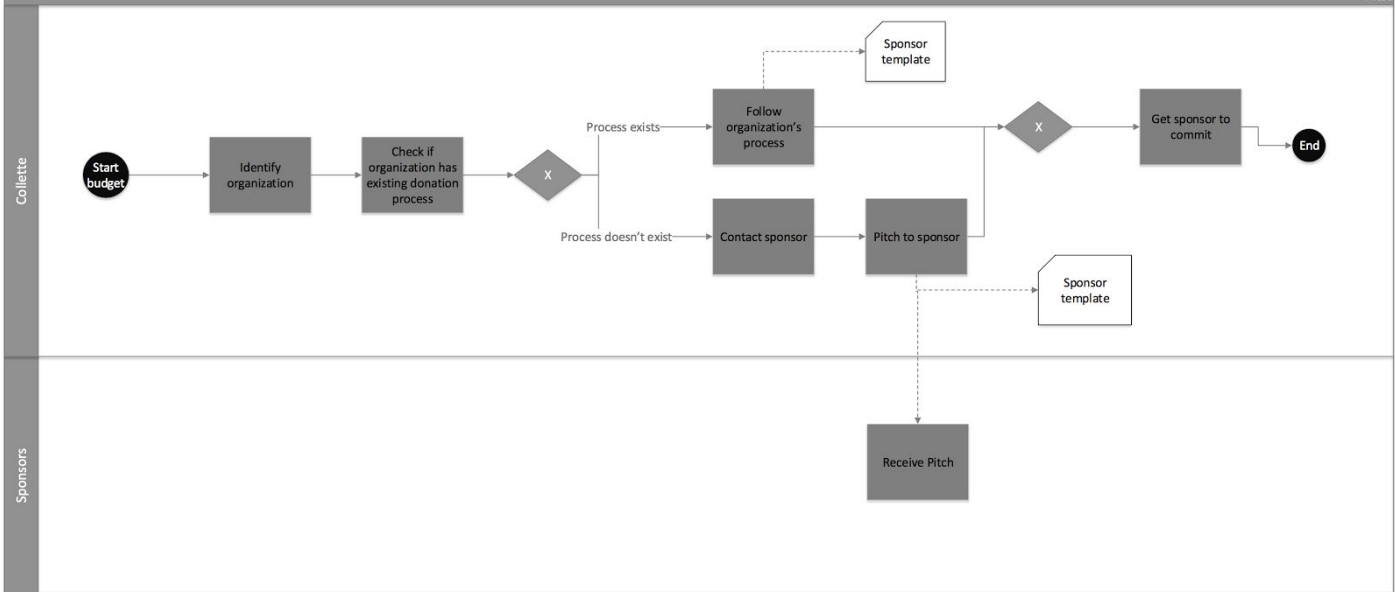 Collette
Start
budget
Identify
organization
Check if
organization has
existing donation
process
X
Process exists
Follow
organization's
process
Sponsor
template
Process doesn't exist
Contact sponsor
Pitch to sponsor
Sponsor
template
X
Get sponsor to
commit
End
Sponsors
Receive Pitch